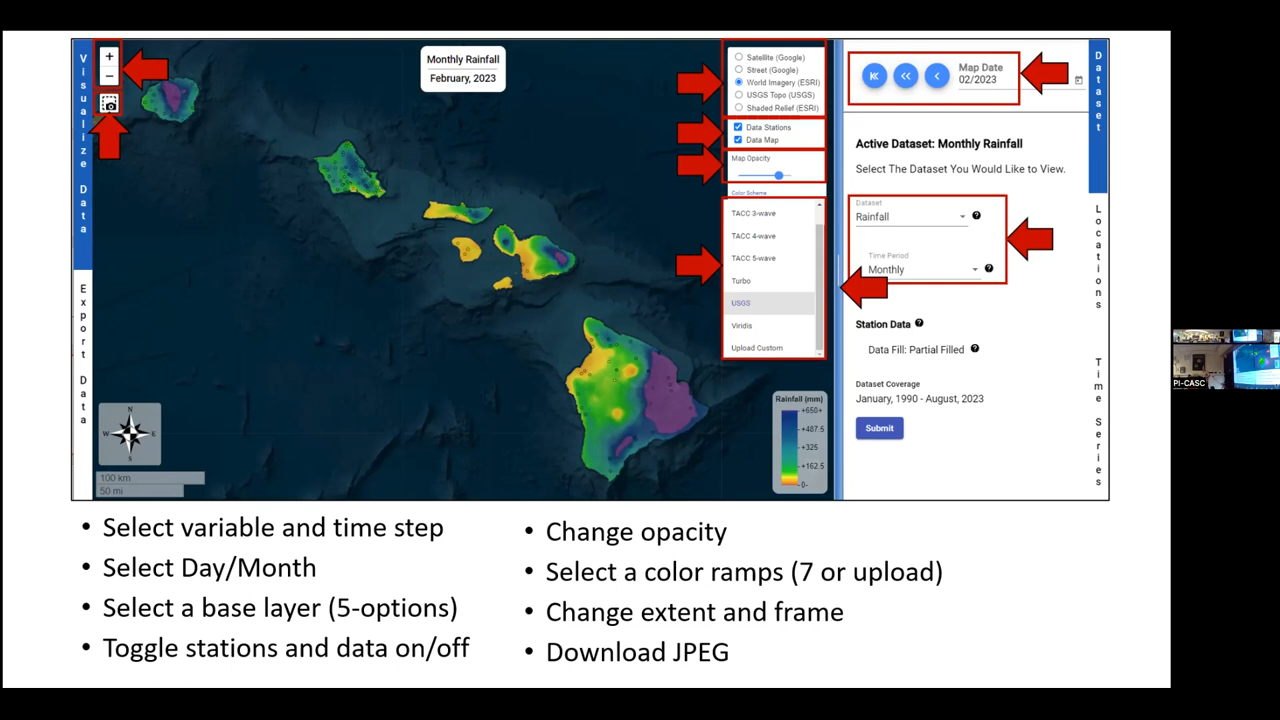 Visualize Data
Export Data
+
−
Monthly Rainfall
February, 2023
Satellite (Google)
Street (Google)
World Imagery (ESRI)
USGS Topo (USGS)
Shaded Relief (ESRI)
Data Stations
Data Map
Map Opacity
Color Scheme
TACC 3-wave
TACC 4-wave
TACC 5-wave
Turbo
USGS
Viridis
Upload Custom
N
W E
S
100 km
50 mi
Rainfall (mm)
+650+
+487.5
+325
+162.5
0-
Map Date
02/2023
Active Dataset: Monthly Rainfall
Select The Dataset You Would Like to View.
Dataset
Rainfall
?
Time Period
Monthly
?
Station Data ?
Data Fill: Partial Filled ?
Dataset Coverage
January, 1990 - August, 2023
Submit
Dataset
Locations
Time Series
• Select variable and time step
• Select Day/Month
• Select a base layer (5-options)
• Toggle stations and data on/off
• Change opacity
• Select a color ramps (7 or upload)
• Change extent and frame
• Download JPEG
PI-CASC